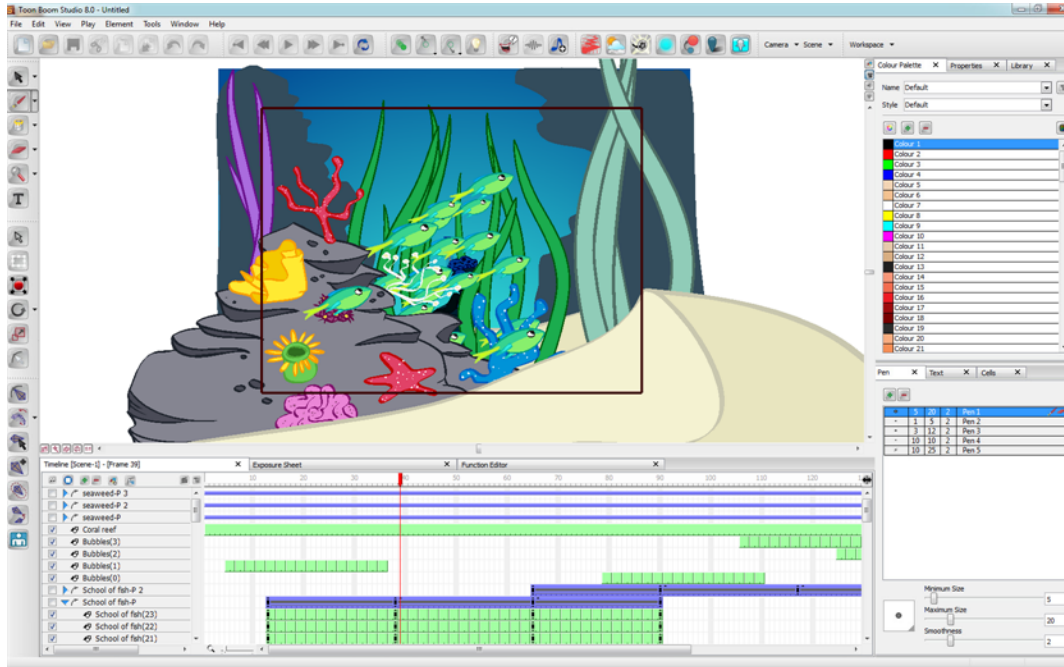 Toon Boom Studio 8.0 - Untitled
File Edit View Play Element Tools Window Help
Camera Scene Workspace
Colour Palette X Properties X Library X
Name Default
Style Default
Colour 1
Colour 2
Colour 3
Colour 4
Colour 5
Colour 6
Colour 7
Colour 8
Colour 9
Colour 10
Colour 11
Colour 12
Colour 13
Colour 14
Colour 15
Colour 16
Colour 17
Colour 18
Colour 19
Colour 20
Colour 21
T
Pen X Text X Cells X
5 20 2 Pen 1
1 5 2 Pen 2
3 12 2 Pen 3
10 10 2 Pen 4
10 25 2 Pen 5
Timeline [Scene-1] - [Frame 39] X Exposure Sheet X Function Editor X
10 20 30 40 50 60 70 80 90 100 110 120
seaweed-P 3
seaweed-P 2
seaweed-P
Coral reef
Bubbles(3)
Bubbles(2)
Bubbles(1)
Bubbles(0)
School of fish-P 2
School of fish-P
School of fish(23)
School of fish(22)
School of fish(21)
Minimum Size
5
Maximum Size
20
Smoothness
2